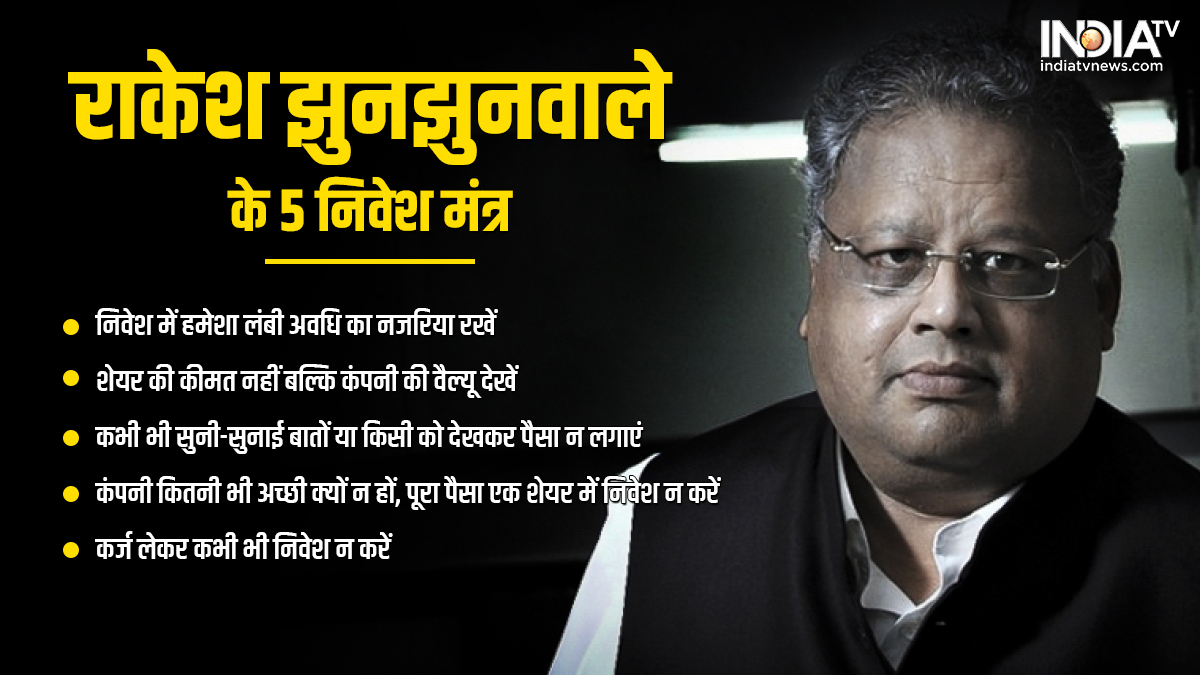 INDIA TV
indiatvnews.com
राकेश झुनझुनवाले
के 5 निवेश मंत्र
निवेश में हमेशा लंबी अवधि का नजरिया रखें
शेयर की कीमत नहीं बल्कि कंपनी की वैल्यू देखें
कभी भी सुनी-सुनाई बातों या किसी को देखकर पैसा न लगाएं
कंपनी कितनी भी अच्छी क्यों न हों, पूरा पैसा एक शेयर में निवेश न करें
कर्ज लेकर कभी भी निवेश न करें